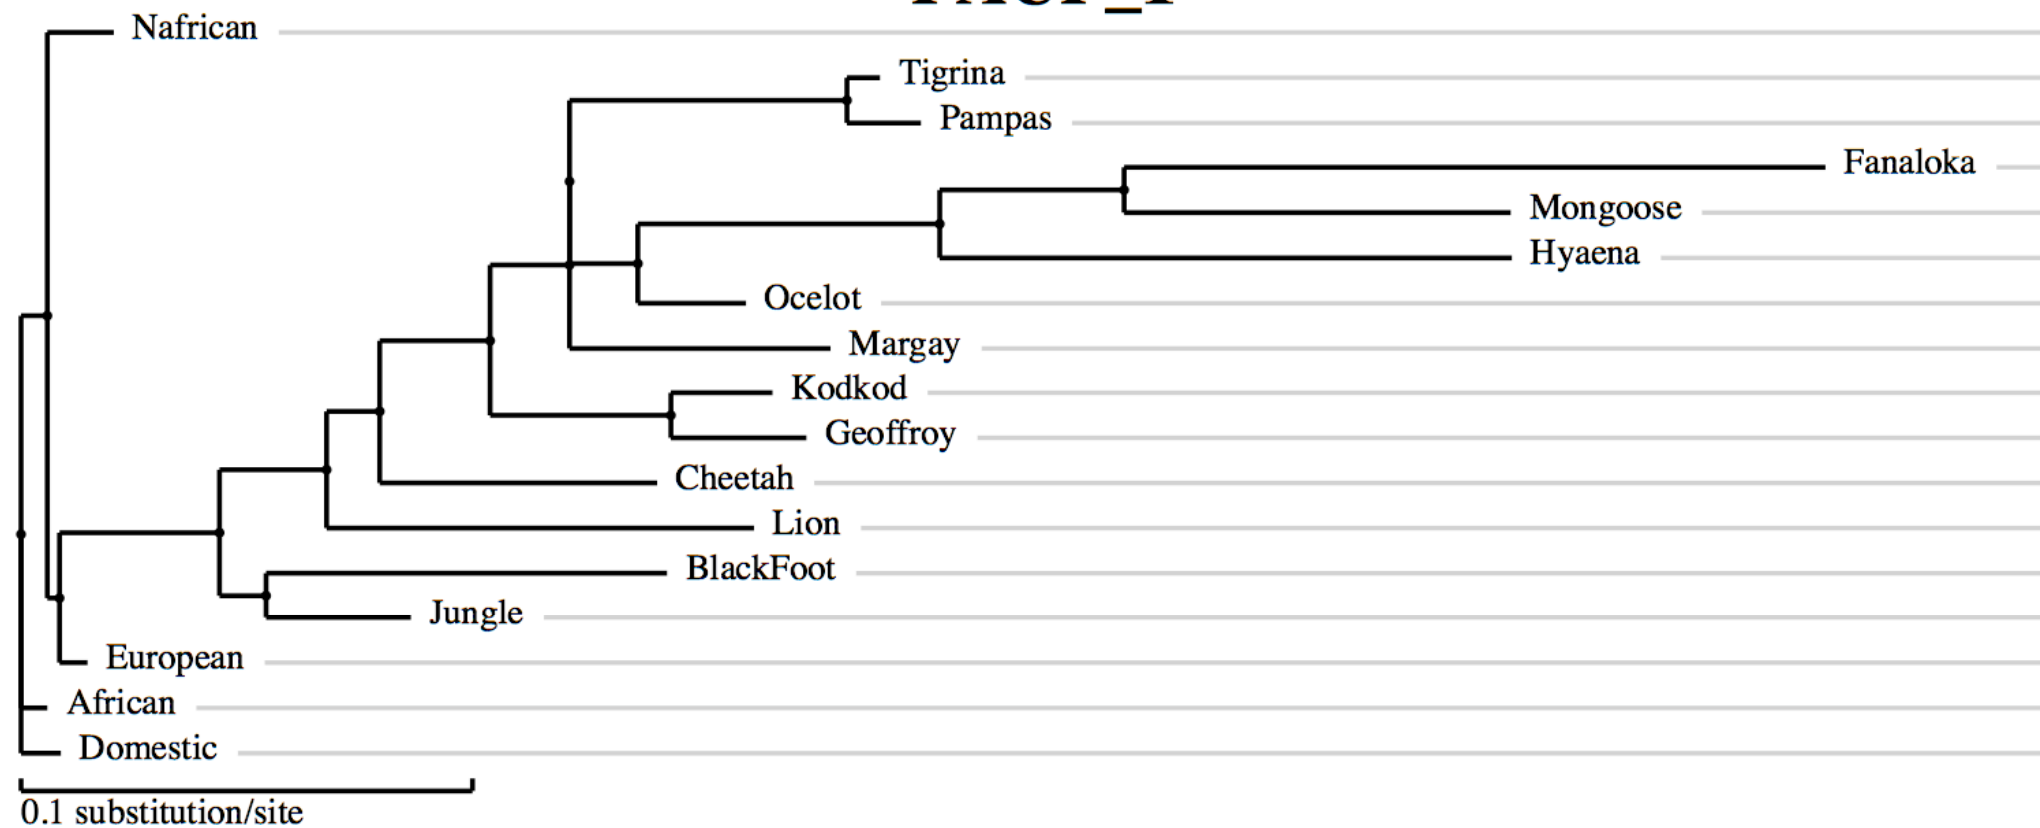 Nafrican
Tigrina
Pampas
Fanaloka
Mongoose
Hyaena
Ocelot
Margay
Kodkod
Geoffroy
Cheetah
Lion
BlackFoot
Jungle
European
African
Domestic
0.1 substitution/site